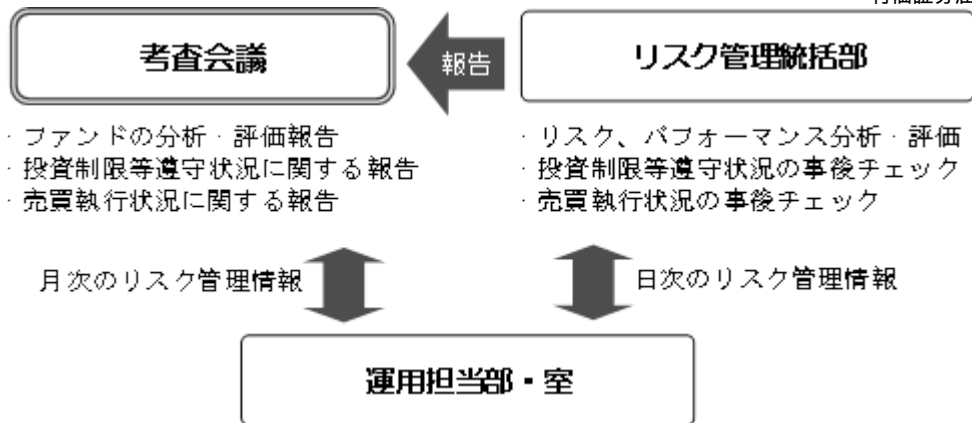 考査会議
報告
リスク管理統括部
・ファンドの分析・評価報告
・投資制限等遵守状況に関する報告
・売買執行状況に関する報告
・リスク、パフォーマンス分析・評価
・投資制限等遵守状況の事後チェック
・売買執行状況の事後チェック
月次のリスク管理情報
日次のリスク管理情報
運用担当部・室